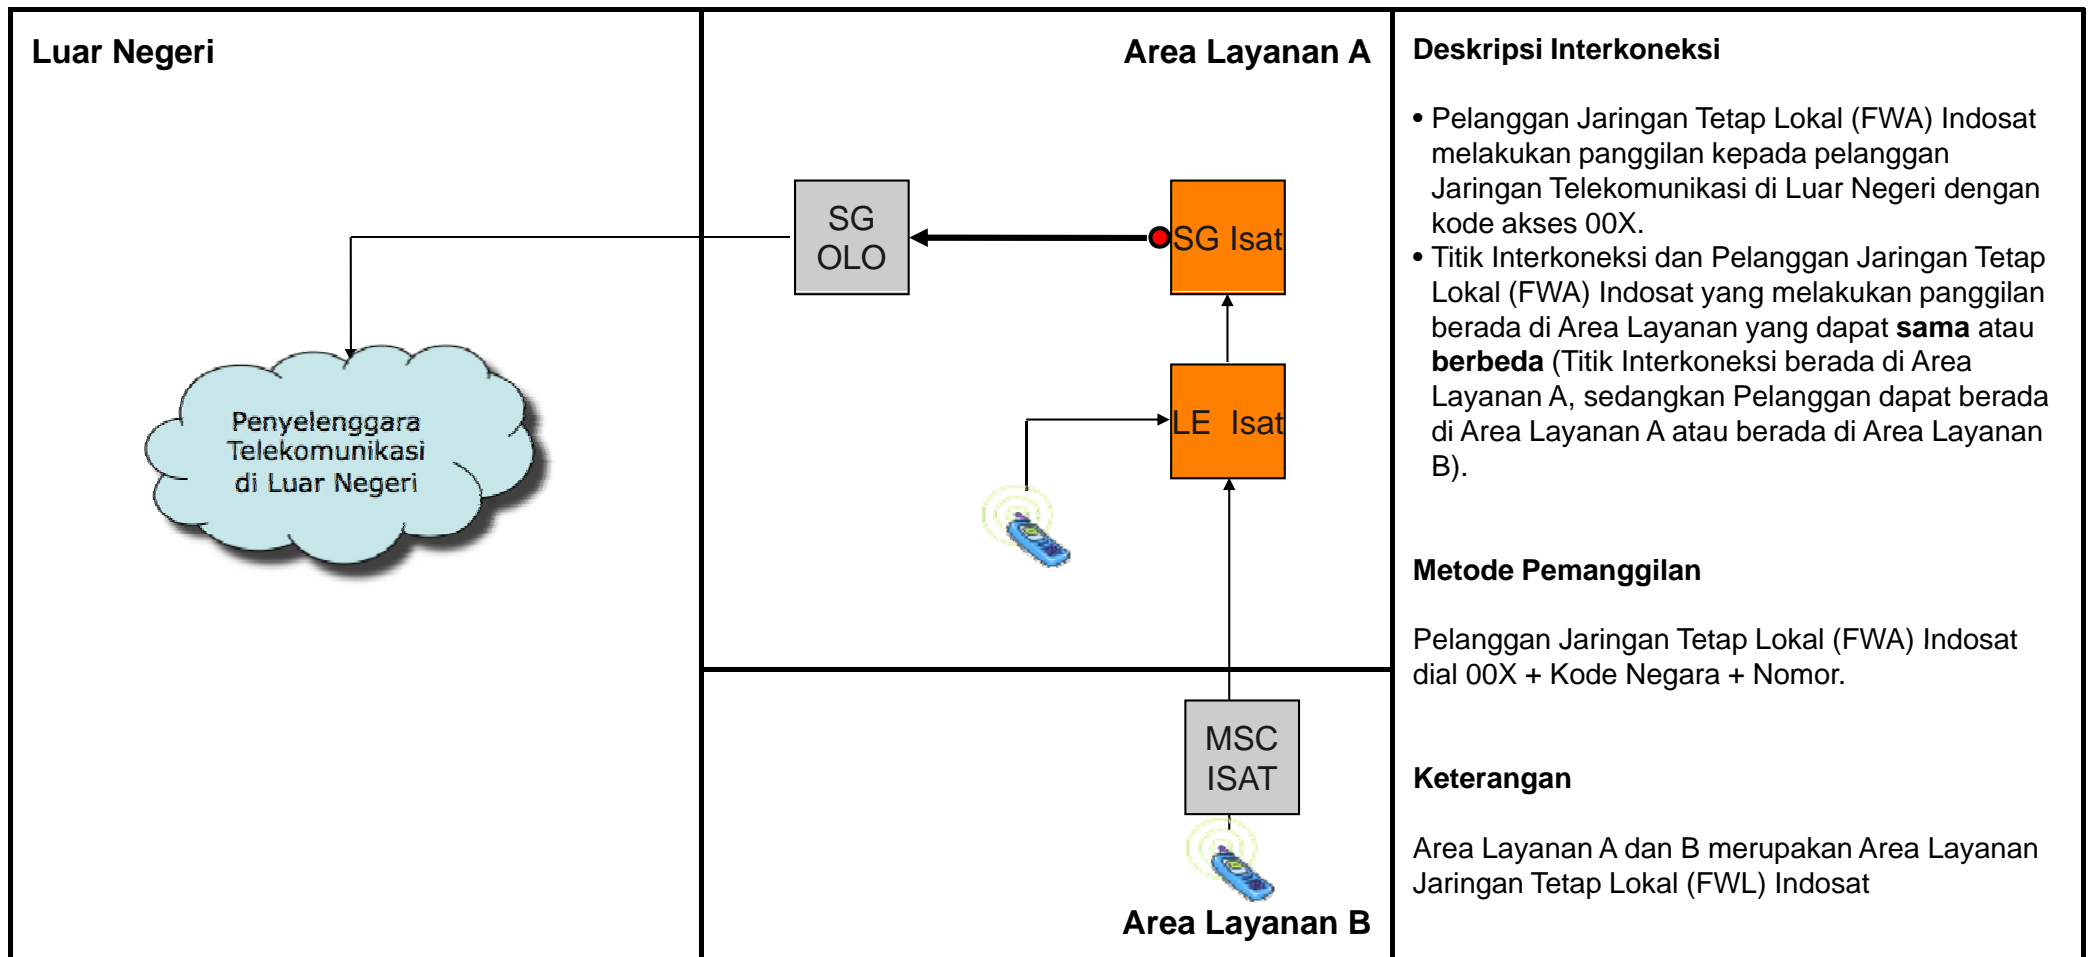 Luar Negeri
Area Layanan A
SG
OLO
SG Isat
LE Isat
Penyelenggara
Telekomunikasi
di Luar Negeri
MSC
ISAT
Area Layanan B
Deskripsi Interkoneksi
• Pelanggan Jaringan Tetap Lokal (FWA) Indosat
melakukan panggilan kepada pelanggan
Jaringan Telekomunikasi di Luar Negeri dengan
kode akses 00X.
• Titik Interkoneksi dan Pelanggan Jaringan Tetap
Lokal (FWA) Indosat yang melakukan panggilan
berada di Area Layanan yang dapat sama atau
berbeda (Titik Interkoneksi berada di Area
Layanan A, sedangkan Pelanggan dapat berada
di Area Layanan A atau berada di Area Layanan
B).
Metode Pemanggilan
Pelanggan Jaringan Tetap Lokal (FWA) Indosat
dial 00X + Kode Negara + Nomor.
Keterangan
Area Layanan A dan B merupakan Area Layanan
Jaringan Tetap Lokal (FWL) Indosat